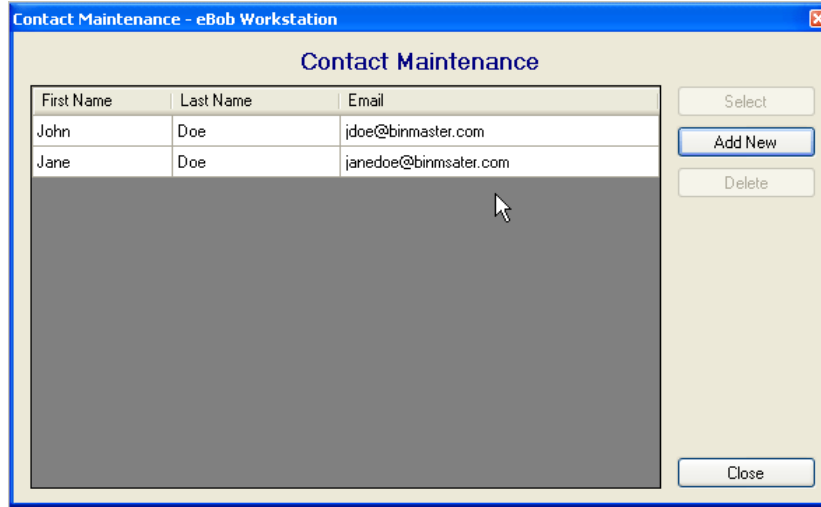 Contact Maintenance - eBob Workstation
Contact Maintenance
First Name Last Name Email
John Doe jdoe@binmaster.com
Jane Doe janedoe@binmsater.com
Select
Add New
Delete
Close